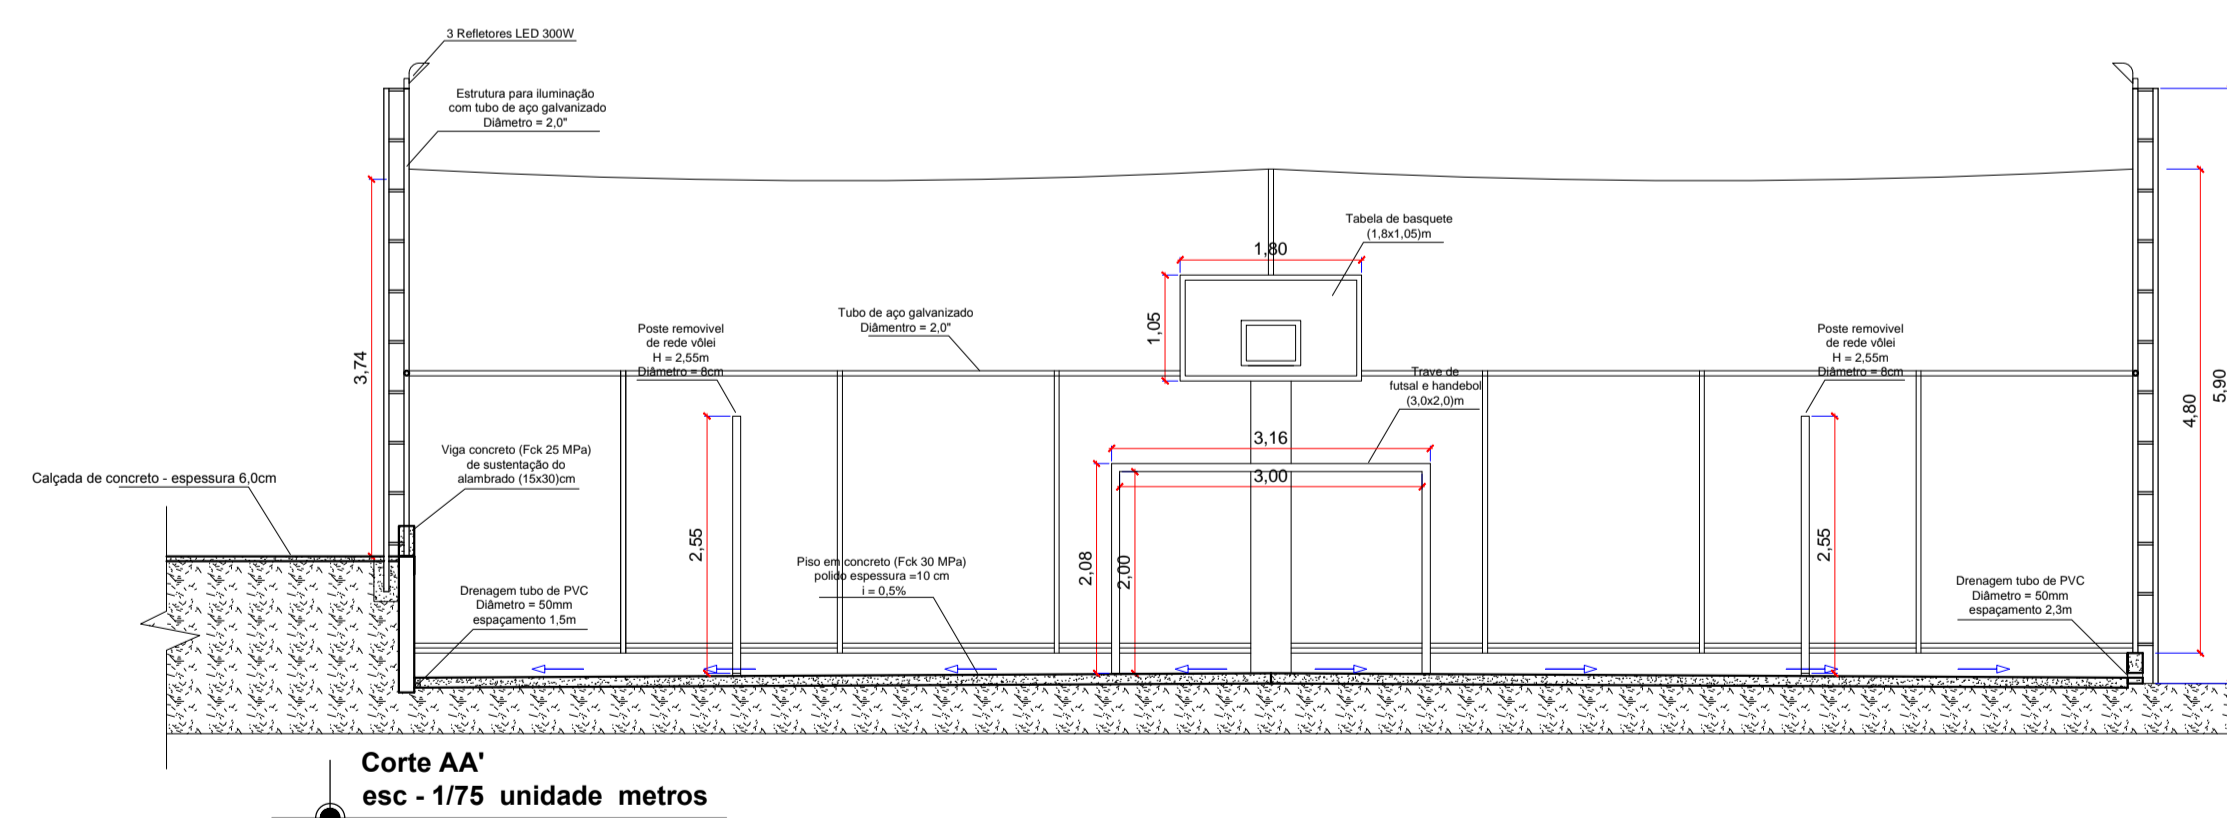 3 Refletores LED 300W
Estrutura para iluminação
com tubo de aço galvanizado
Diâmetro = 2,0"
Tabela de basquete
(1,8x1,05)m
1,80
1,05
Tubo de aço galvanizado
Diâmentro = 2,0"
Poste removivel
de rede vôlei
H = 2,55m
Diâmetro = 8cm
Poste removivel
de rede vôlei
H = 2,55m
Diâmetro = 8cm
Trave de
futsal e handebol
(3,0x2,0)m
3,74
5,90
4,80
3,16
3,00
Viga concreto (Fck 25 MPa)
de sustentação do
alambrado (15x30)cm
Calçada de concreto - espessura 6,0cm
2,55
2,08
2,00
2,55
Piso em concreto (Fck 30 MPa)
polido espessura =10 cm
i = 0,5%
Drenagem tubo de PVC
Diâmetro = 50mm
espaçamento 1,5m
Drenagem tubo de PVC
Diâmetro = 50mm
espaçamento 2,3m
Corte AA'
esc - 1/75 unidade metros